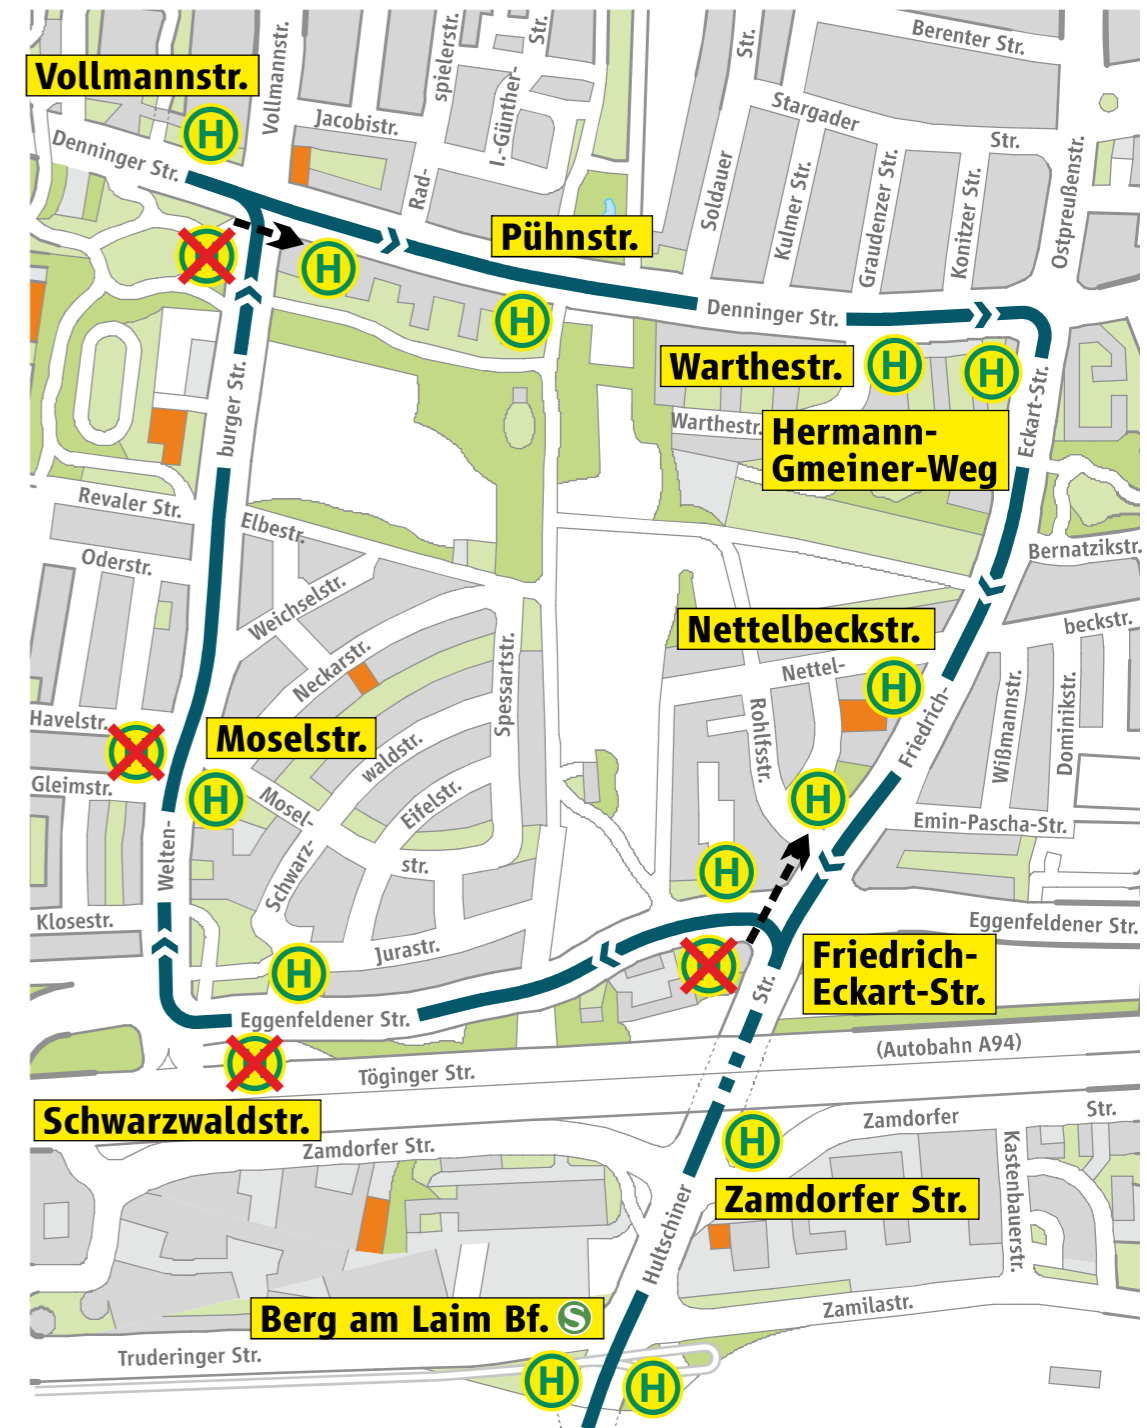 Berenter Str.
spielerstr.
Str.
Str.
Vollmannstr.
Vollmannstr.
Stargader
Str.
Jacobistr.
I.-Günther-
H
Denninger Str.
Rad-
Soldauer
Kulmer Str.
Graudenzer Str.
Konitzer Str.
Ostpreußenstr.
Pühnstr.
H
H
Denninger Str.
Warthestr.
H
H
burger Str.
Eckart-Str.
Warthestr.
Hermann-
Gmeiner-Weg
Revaler Str.
Elbestr.
Oderstr.
Bernatzikstr.
Weichselstr.
Nettelbeckstr.
beckstr.
Neckarstr.
Spessartstr.
Nettel-
H
Havelstr.
Moselstr.
Rohlfsstr.
Friedrich-
Wißmannstr.
Dominikstr.
waldstr.
Gleimstr.
H
Mosel-
Eifelstr.
H
Emin-Pascha-Str.
Welten-
Schwarz-
str.
H
Klosestr.
Jurastr.
Eggenfeldener Str.
H
Friedrich-
Eckart-Str.
Str.
Eggenfeldener Str.
(Autobahn A94)
Töginger Str.
Schwarzwaldstr.
Zamdorfer Str.
H
Zamdorfer
Str.
Kastenbauerstr.
Zamdorfer Str.
Hultschiner
Berg am Laim Bf. S
Zamilastr.
Truderinger Str.
H
H